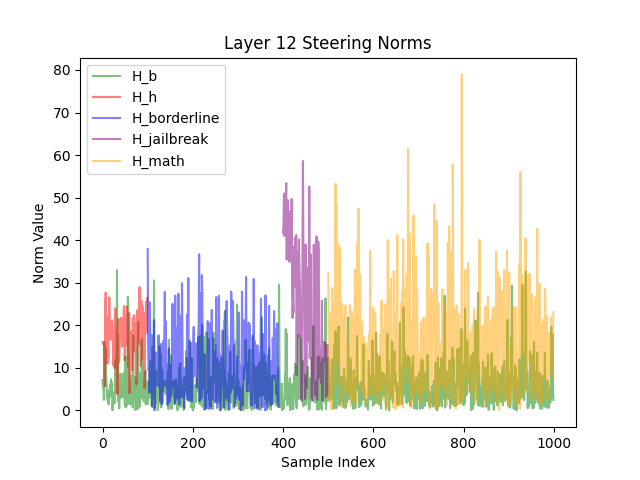 Layer 12 Steering Norms
H_b
H_h
H_borderline
H_jailbreak
H_math
Norm Value
80
70
60
50
40
30
20
10
0
0 200 400 600 800 1000
Sample Index